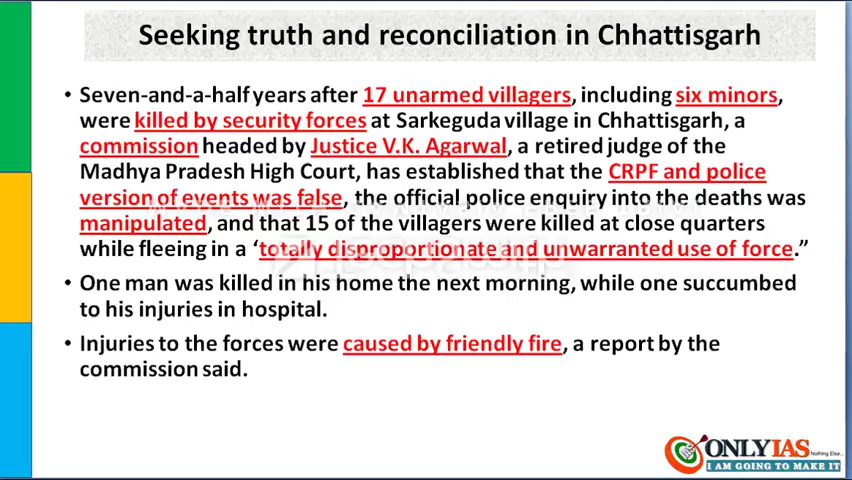 Seeking truth and reconciliation in Chhattisgarh
• Seven-and-a-half years after 17 unarmed villagers, including six minors,
were killed by security forces at Sarkeguda village in Chhattisgarh, a
commission headed by Justice V.K. Agarwal, a retired judge of the
Madhya Pradesh High Court, has established that the CRPF and police
version of events was false, the official police enquiry into the deaths was
manipulated, and that 15 of the villagers were killed at close quarters
while fleeing in a ‘totally disproportionate and unwarranted use of force.”
• One man was killed in his home the next morning, while one succumbed
to his injuries in hospital.
• Injuries to the forces were caused by friendly fire, a report by the
commission said.
ONLYIAS
Nothing Else...
I AM GOING TO MAKE IT